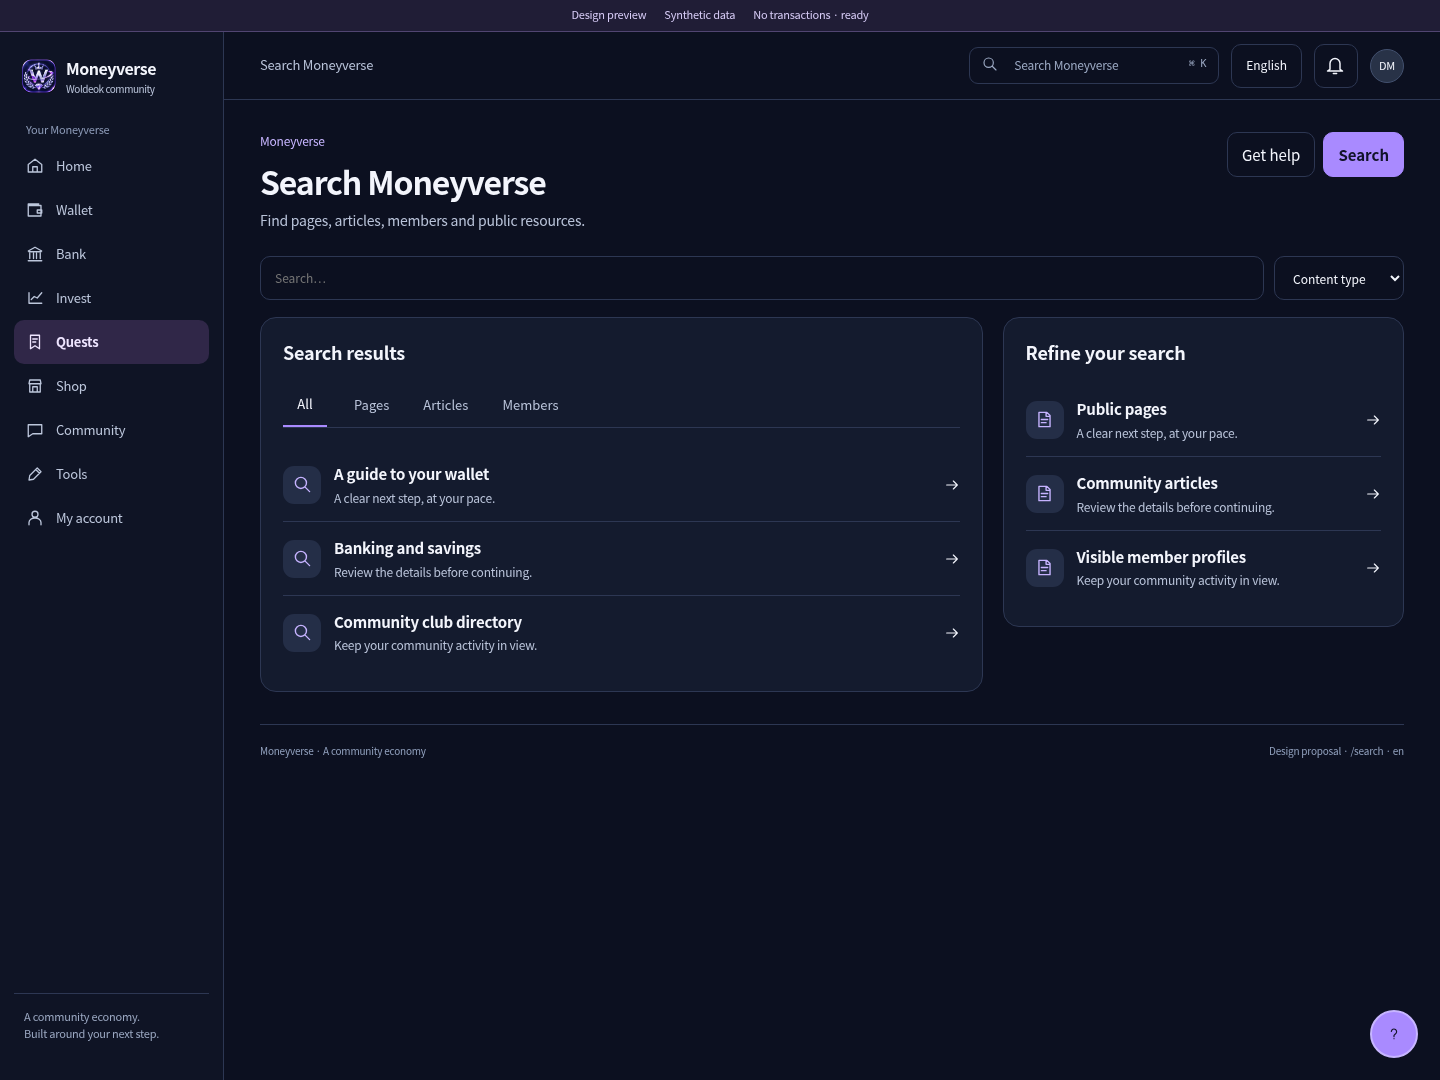 Design preview Synthetic data No transactions · ready
Moneyverse
Woldeok community
Your Moneyverse
Home
Wallet
Bank
Invest
Quests
Shop
Community
Tools
My account
A community economy.
Built around your next step.
Search Moneyverse
Search Moneyverse ⌘ K
English
DM
Moneyverse
Search Moneyverse
Find pages, articles, members and public resources.
Get help
Search
Search…
Content type
Search results
All Pages Articles Members
A guide to your wallet
A clear next step, at your pace.
Banking and savings
Review the details before continuing.
Community club directory
Keep your community activity in view.
Refine your search
Public pages
A clear next step, at your pace.
Community articles
Review the details before continuing.
Visible member profiles
Keep your community activity in view.
Moneyverse · A community economy
Design proposal · /search · en
?